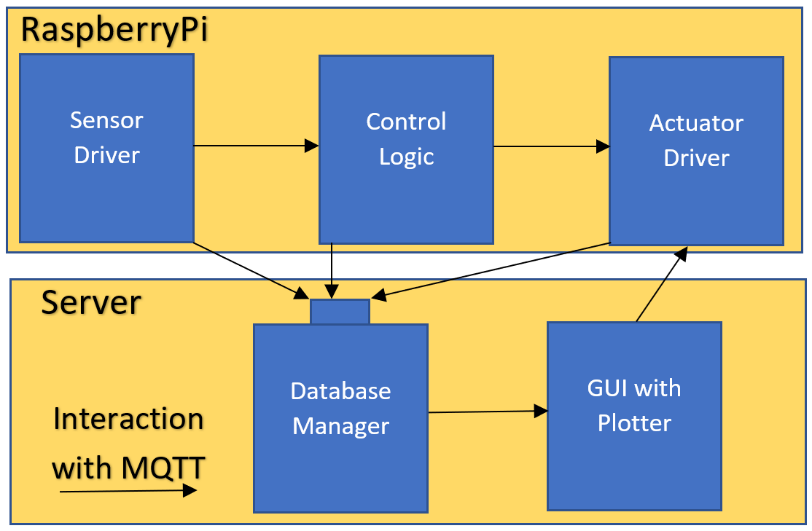 RaspberryPi
Sensor
Driver
Control
Logic
Actuator
Driver
Server
Database
Manager
GUI with
Plotter
Interaction
with MQTT